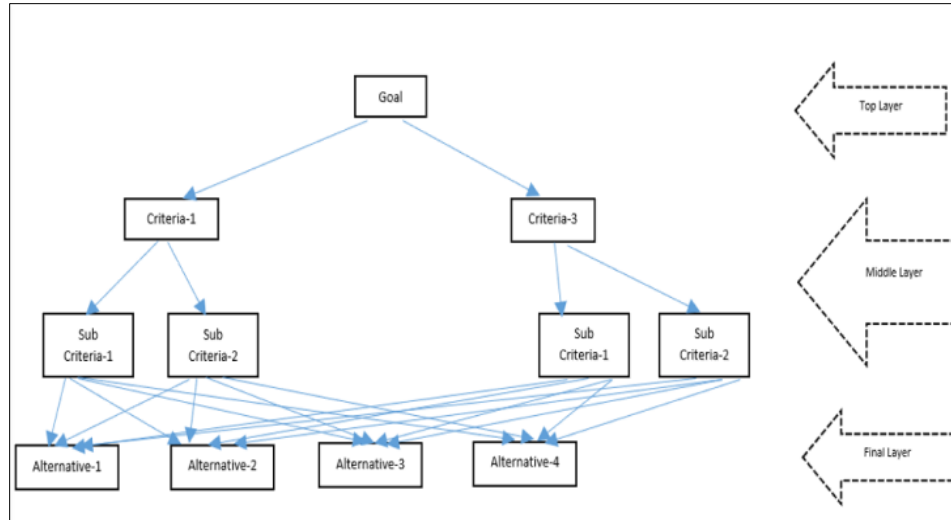 Goal
Top Layer
Criteria-1
Criteria-3
Middle Layer
Sub
Criteria-1
Sub
Criteria-2
Sub
Criteria-1
Sub
Criteria-2
Alternative-1
Alternative-2
Alternative-3
Alternative-4
Final Layer